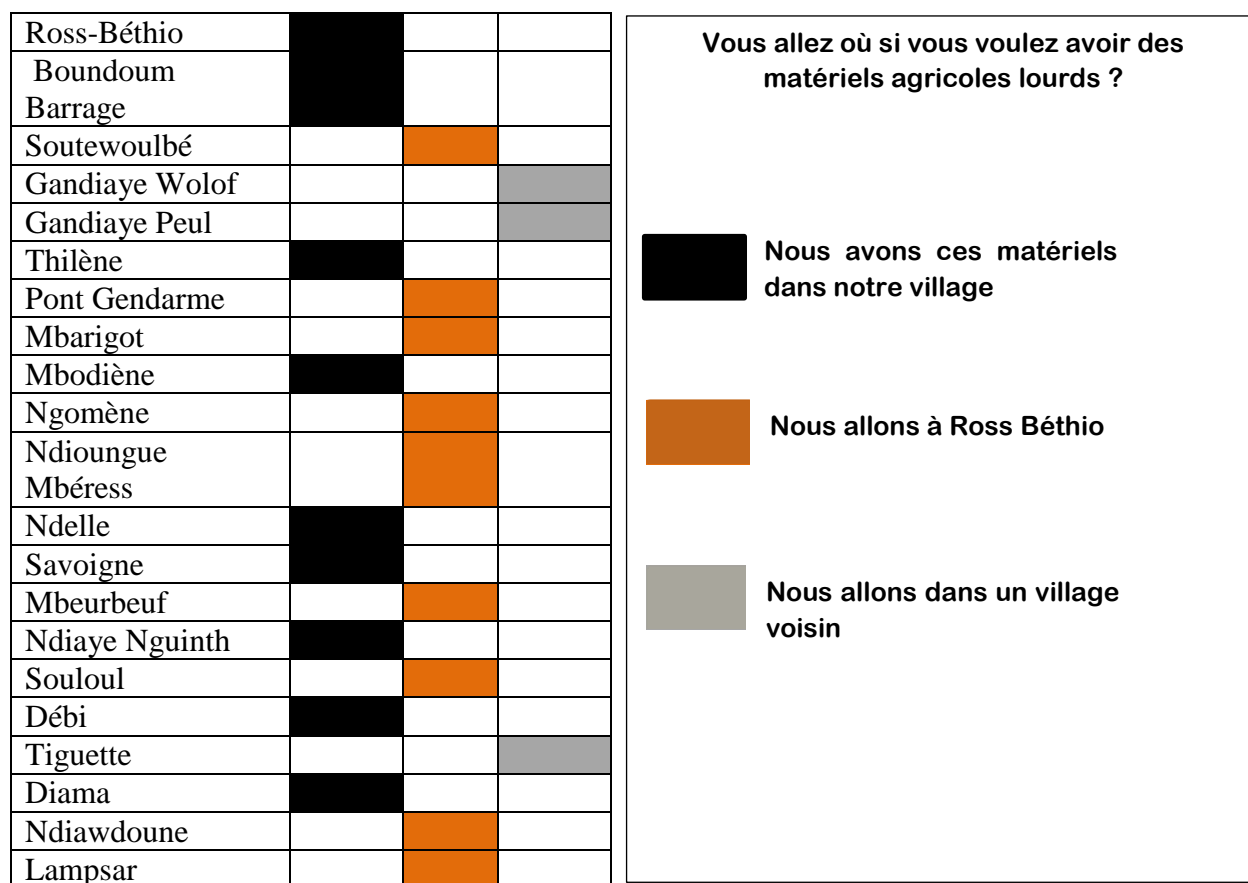 Ross-Béthio
Boundoum
Barrage
Soutewoulbé
Gandiaye Wolof
Gandiaye Peul
Thilène
Pont Gendarme
Mbarigot
Mbodiène
Ngomène
Ndioungue
Mbéress
Ndelle
Savoigne
Mbeurbeuf
Ndiaye Nguinth
Souloul
Débi
Tiguette
Diama
Ndiawdoune
Lampsar
Vous allez où si vous voulez avoir des
matériels agricoles lourds ?
Nous avons ces matériels
dans notre village
Nous allons à Ross Béthio
Nous allons dans un village
voisin